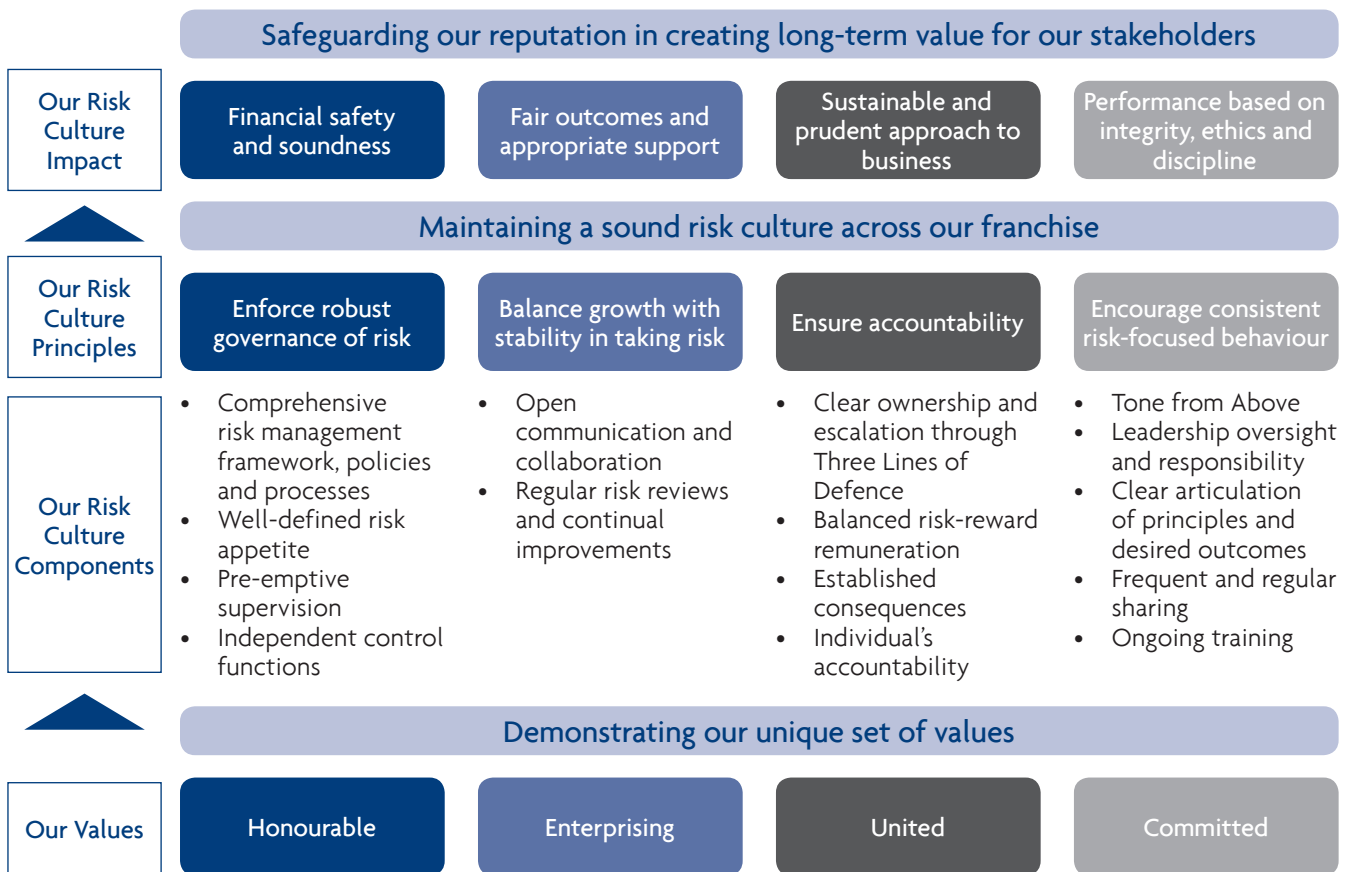 Safeguarding our reputation in creating long-term value for our stakeholders
Our Risk
Culture
Impact
Financial safety
and soundness
Fair outcomes and
appropriate support
Sustainable and
prudent approach to
business
Performance based on
integrity, ethics and
discipline
Maintaining a sound risk culture across our franchise
Our Risk
Culture
Principles
Enforce robust
governance of risk
Balance growth with
stability in taking risk
Ensure accountability
Encourage consistent
risk-focused behaviour
Our Risk
Culture
Components
• Comprehensive
risk management
framework, policies
and processes
• Well-defined risk
appetite
• Pre-emptive
supervision
• Independent control
functions
• Open
communication and
collaboration
• Regular risk reviews
and continual
improvements
• Clear ownership and
escalation through
Three Lines of
Defence
• Balanced risk-reward
remuneration
• Established
consequences
• Individual’s
accountability
• Tone from Above
• Leadership oversight
and responsibility
• Clear articulation
of principles and
desired outcomes
• Frequent and regular
sharing
• Ongoing training
Demonstrating our unique set of values
Our Values
Honourable
Enterprising
United
Committed